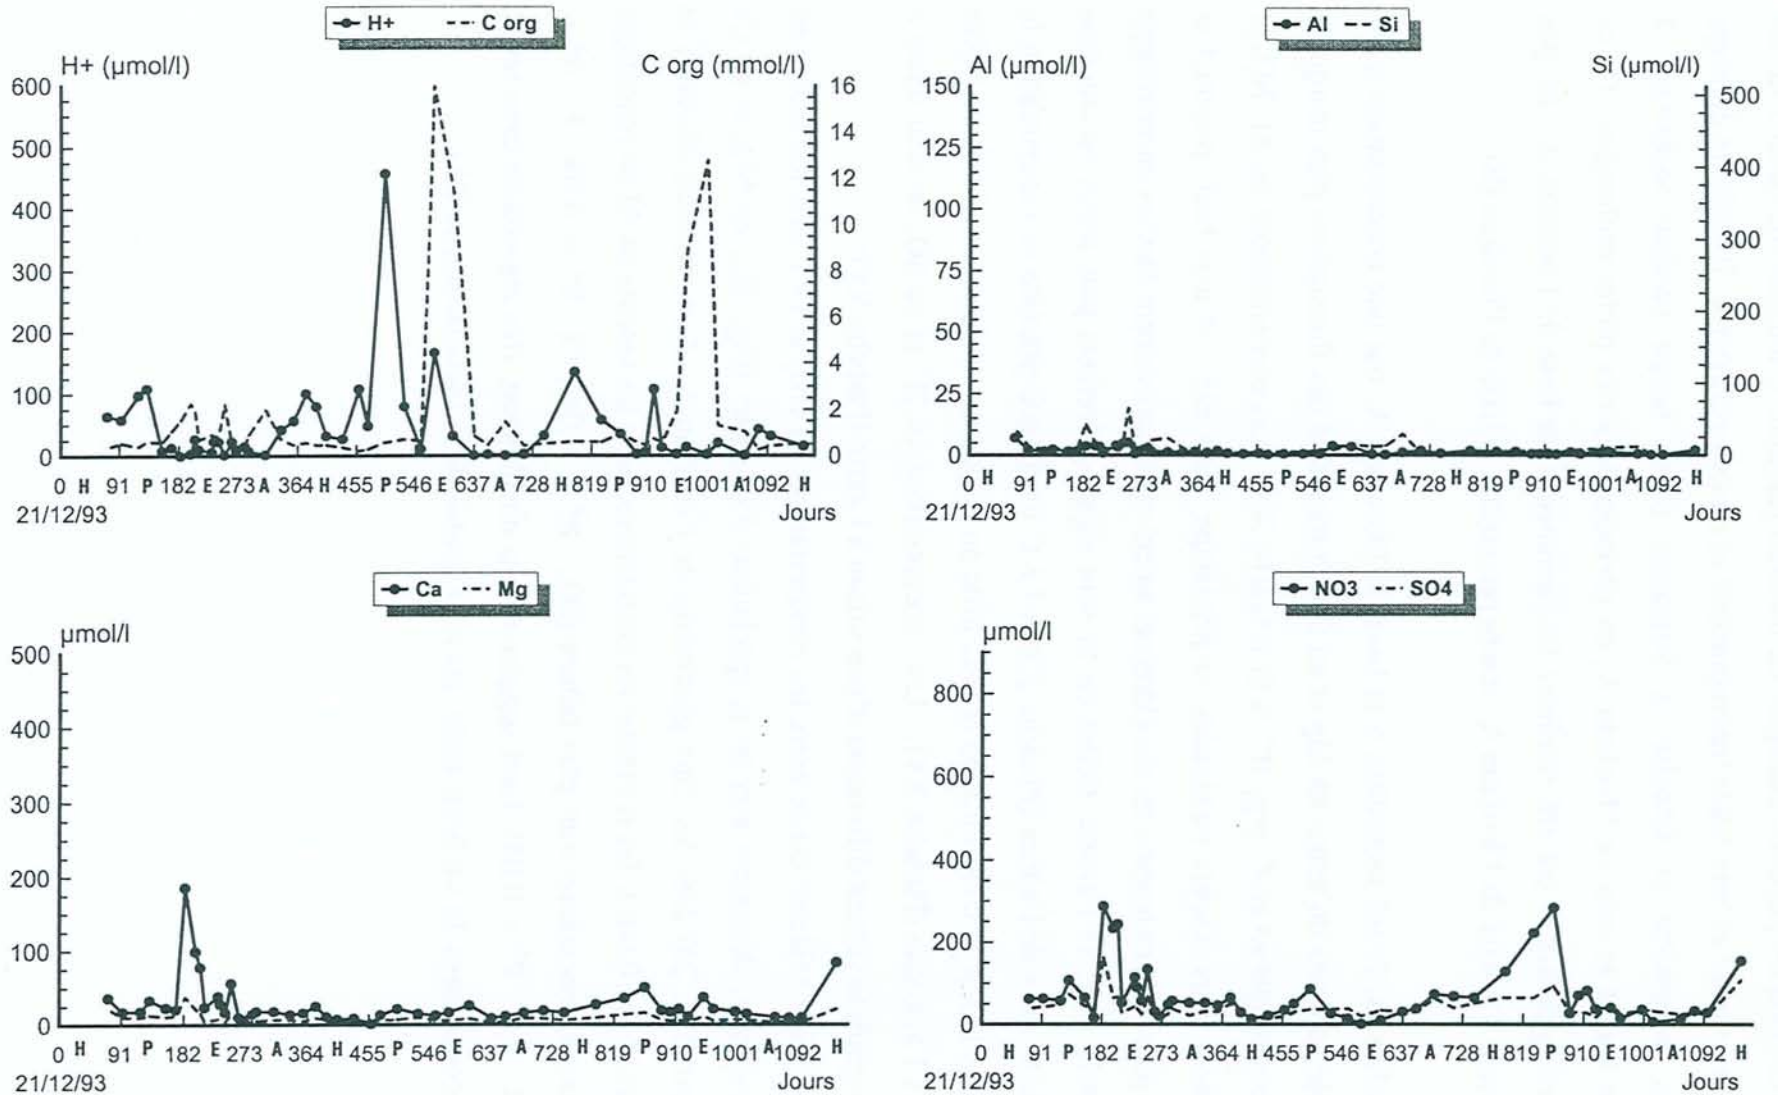 H+ C org
H+ (µmol/l) C org (mmol/l)
600 16
14
500
12
400
10
300 8
6
200
4
100
2
0 0
0 H 91 P 182 E 273 A 364 H 455 P 546 E 637 A 728 H 819 P 910 E 1001 A 1092 H
21/12/93 Jours
Al Si
Al (µmol/l) Si (µmol/l)
150 500
125
400
100
300
75
200
50
100
25
0 0
0 H 91 P 182 E 273 A 364 H 455 P 546 E 637 A 728 H 819 P 910 E 1001 A 1092 H
21/12/93 Jours
Ca Mg
µmol/l
500
400
300
200
100
0
0 H 91 P 182 E 273 A 364 H 455 P 546 E 637 A 728 H 819 P 910 E 1001 A 1092 H
21/12/93 Jours
NO3 SO4
µmol/l
800
600
400
200
0
0 H 91 P 182 E 273 A 364 H 455 P 546 E 637 A 728 H 819 P 910 E 1001 A 1092 H
21/12/93 Jours